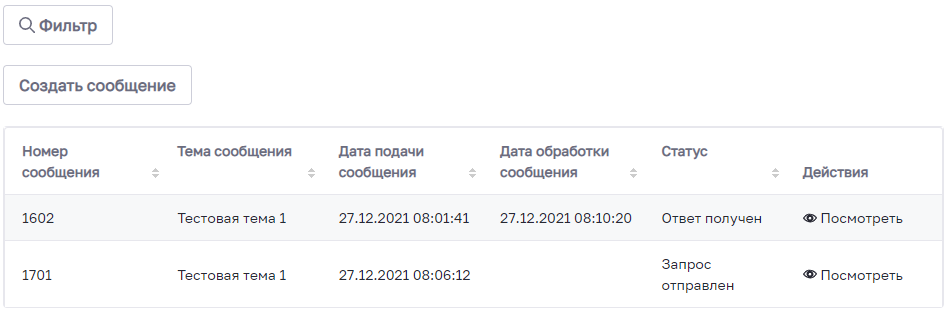 Фильтр
Создать сообщение
Номер сообщения Тема сообщения Дата подачи сообщения Дата обработки сообщения Статус Действия
1602 Тестовая тема 1 27.12.2021 08:01:41 27.12.2021 08:10:20 Ответ получен Посмотреть
1701 Тестовая тема 1 27.12.2021 08:06:12 Запрос отправлен Посмотреть